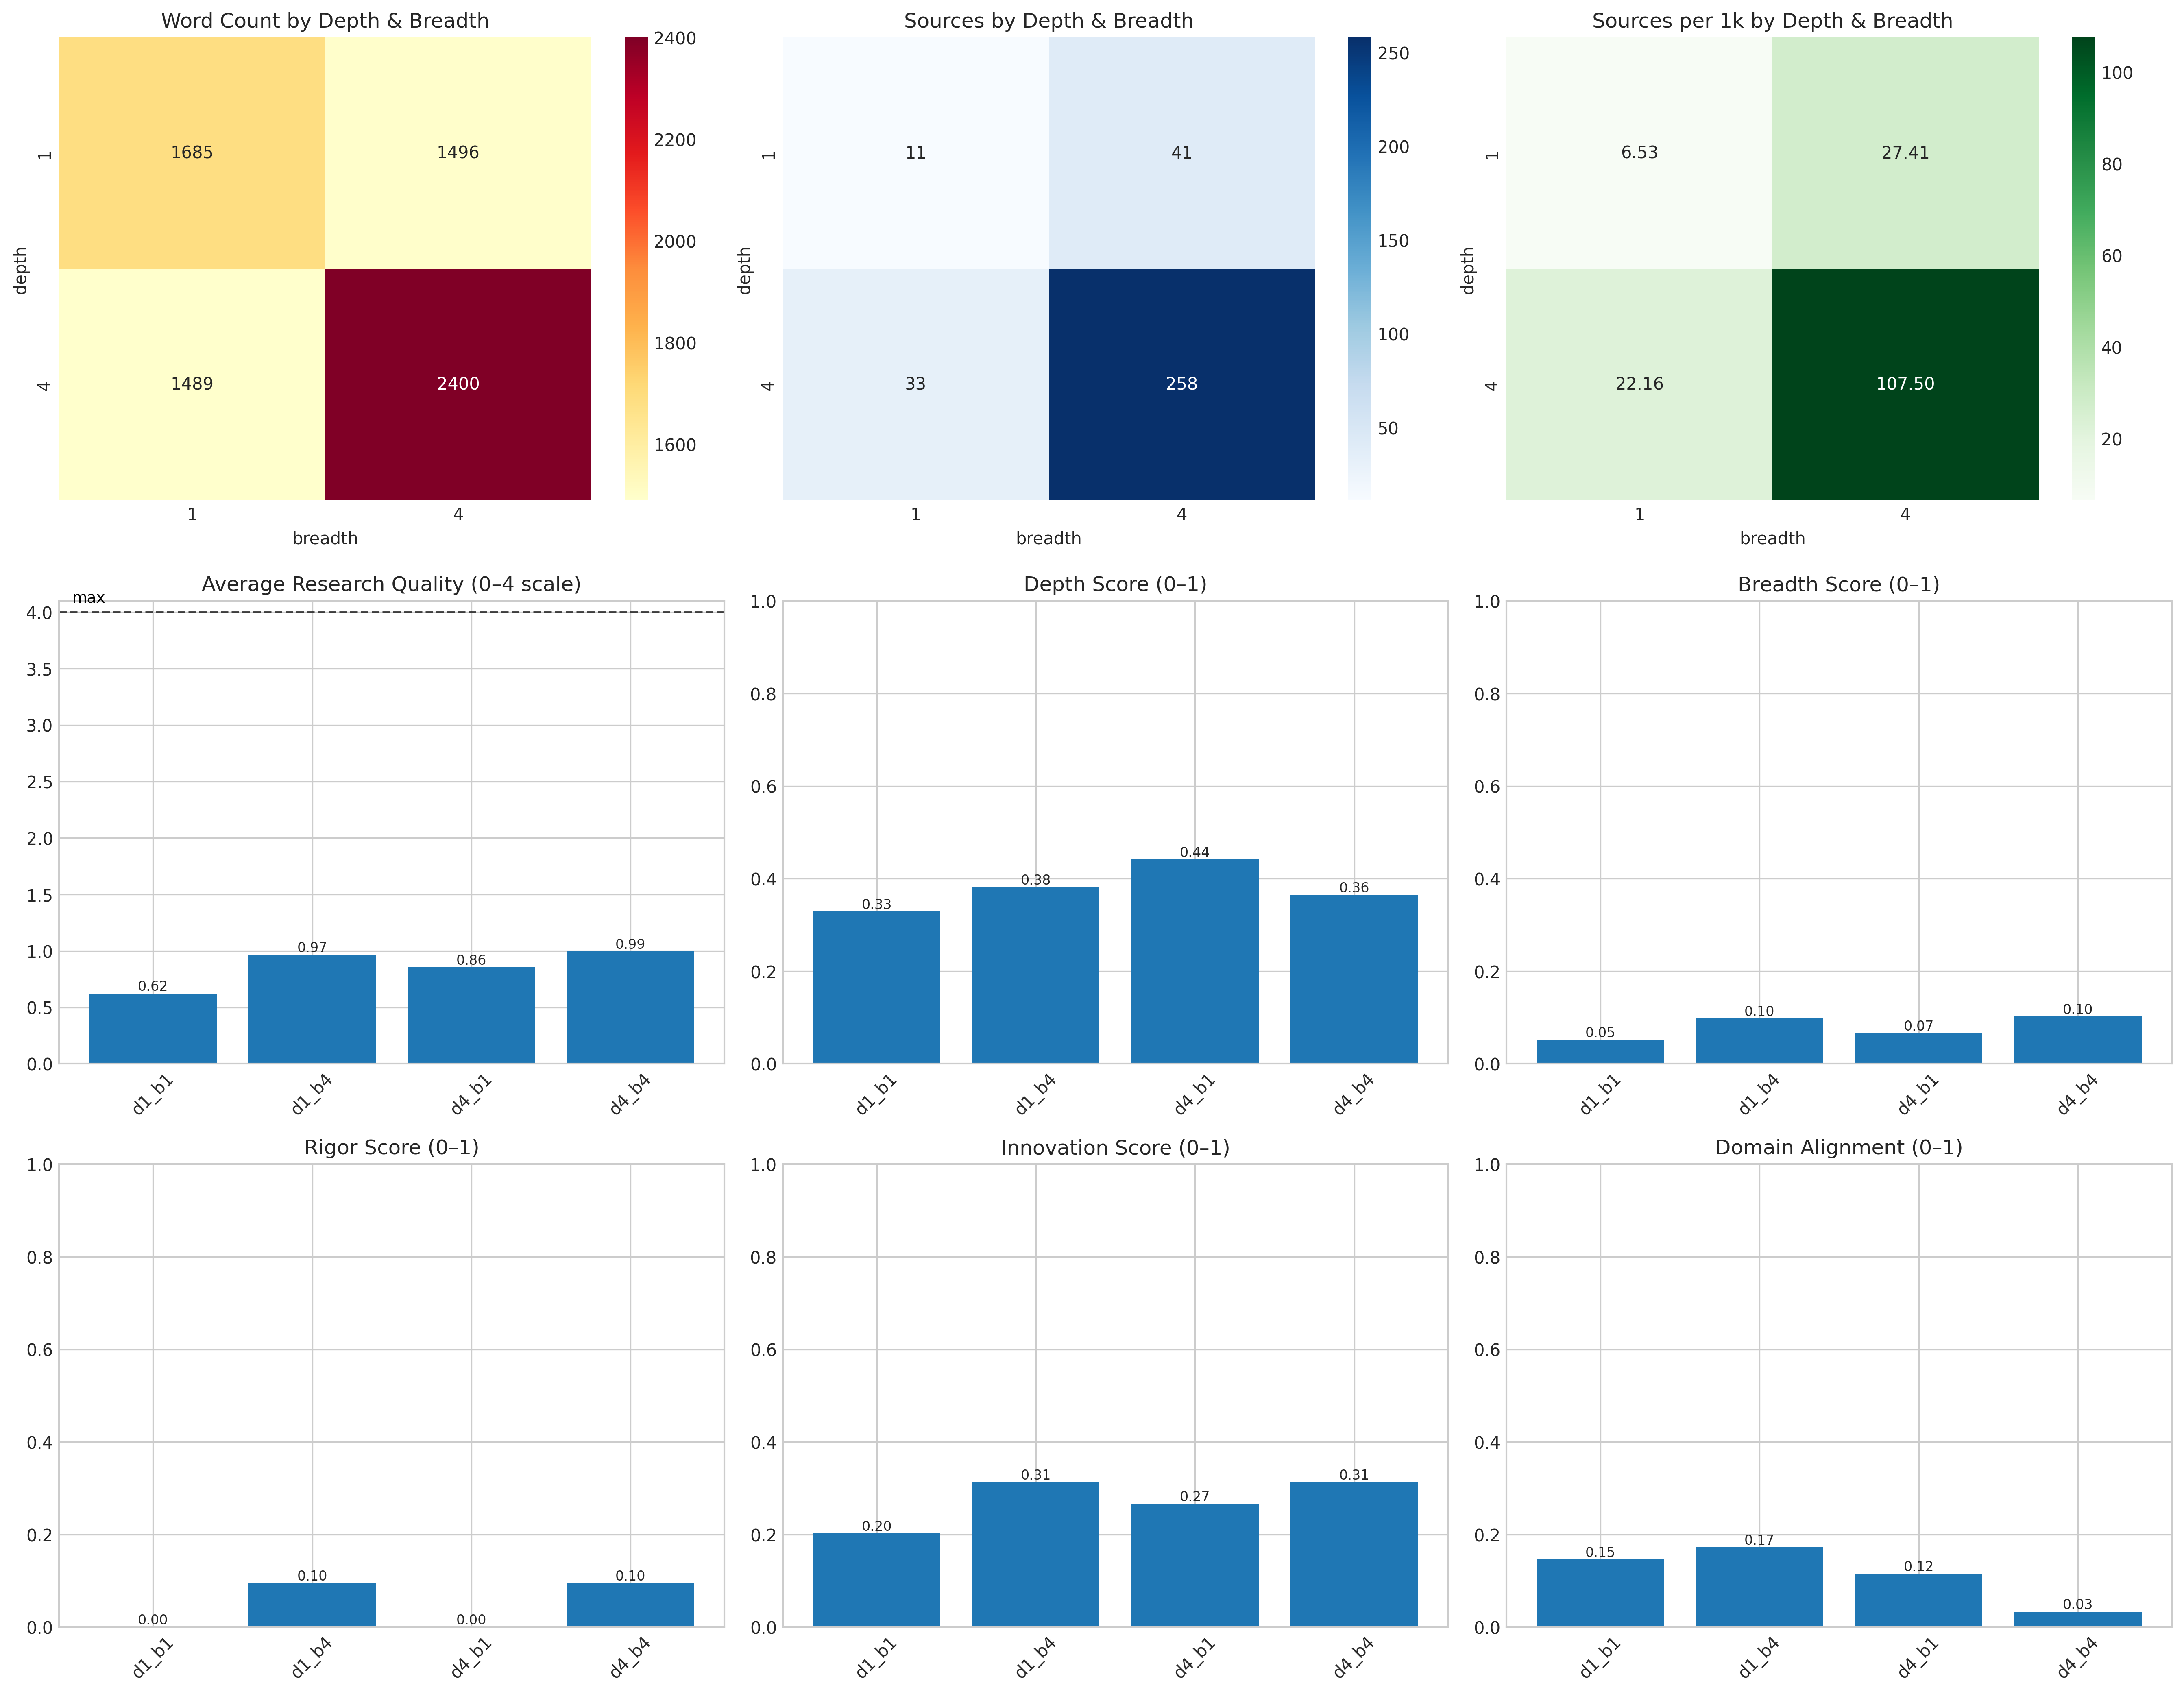 Word Count by Depth & Breadth
1685 1496
1489 2400
1
4
depth
1 4
breadth
2400
2200
2000
1800
1600
Sources by Depth & Breadth
11 41
33 258
1
4
depth
1 4
breadth
250
200
150
100
50
Sources per 1k by Depth & Breadth
6.53 27.41
22.16 107.50
1
4
depth
1 4
breadth
100
80
60
40
20
Average Research Quality (0–4 scale)
max
4.0
3.5
3.0
2.5
2.0
1.5
1.0
0.5
0.0
0.62 0.97 0.86 0.99
d1_b1 d1_b4 d4_b1 d4_b4
Depth Score (0–1)
1.0
0.8
0.6
0.4
0.2
0.0
0.33 0.38 0.44 0.36
d1_b1 d1_b4 d4_b1 d4_b4
Breadth Score (0–1)
1.0
0.8
0.6
0.4
0.2
0.0
0.05 0.10 0.07 0.10
d1_b1 d1_b4 d4_b1 d4_b4
Rigor Score (0–1)
1.0
0.8
0.6
0.4
0.2
0.0
0.00 0.10 0.00 0.10
d1_b1 d1_b4 d4_b1 d4_b4
Innovation Score (0–1)
1.0
0.8
0.6
0.4
0.2
0.0
0.20 0.31 0.27 0.31
d1_b1 d1_b4 d4_b1 d4_b4
Domain Alignment (0–1)
1.0
0.8
0.6
0.4
0.2
0.0
0.15 0.17 0.12 0.03
d1_b1 d1_b4 d4_b1 d4_b4